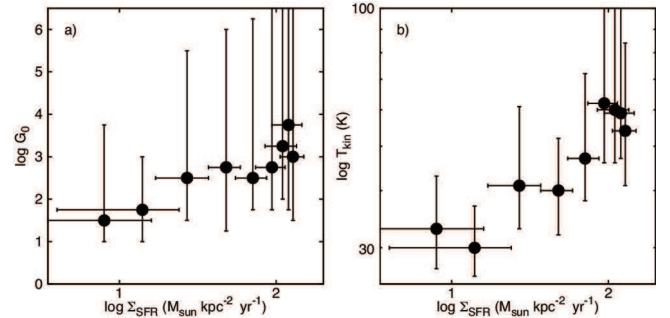 a)
6
5
4
3
2
1
0
log G0
1
2
log ΣSFR (Msun kpc-2 yr-1)
b)
100
30
log Tkin (K)
1
2
log ΣSFR (Msun kpc-2 yr-1)